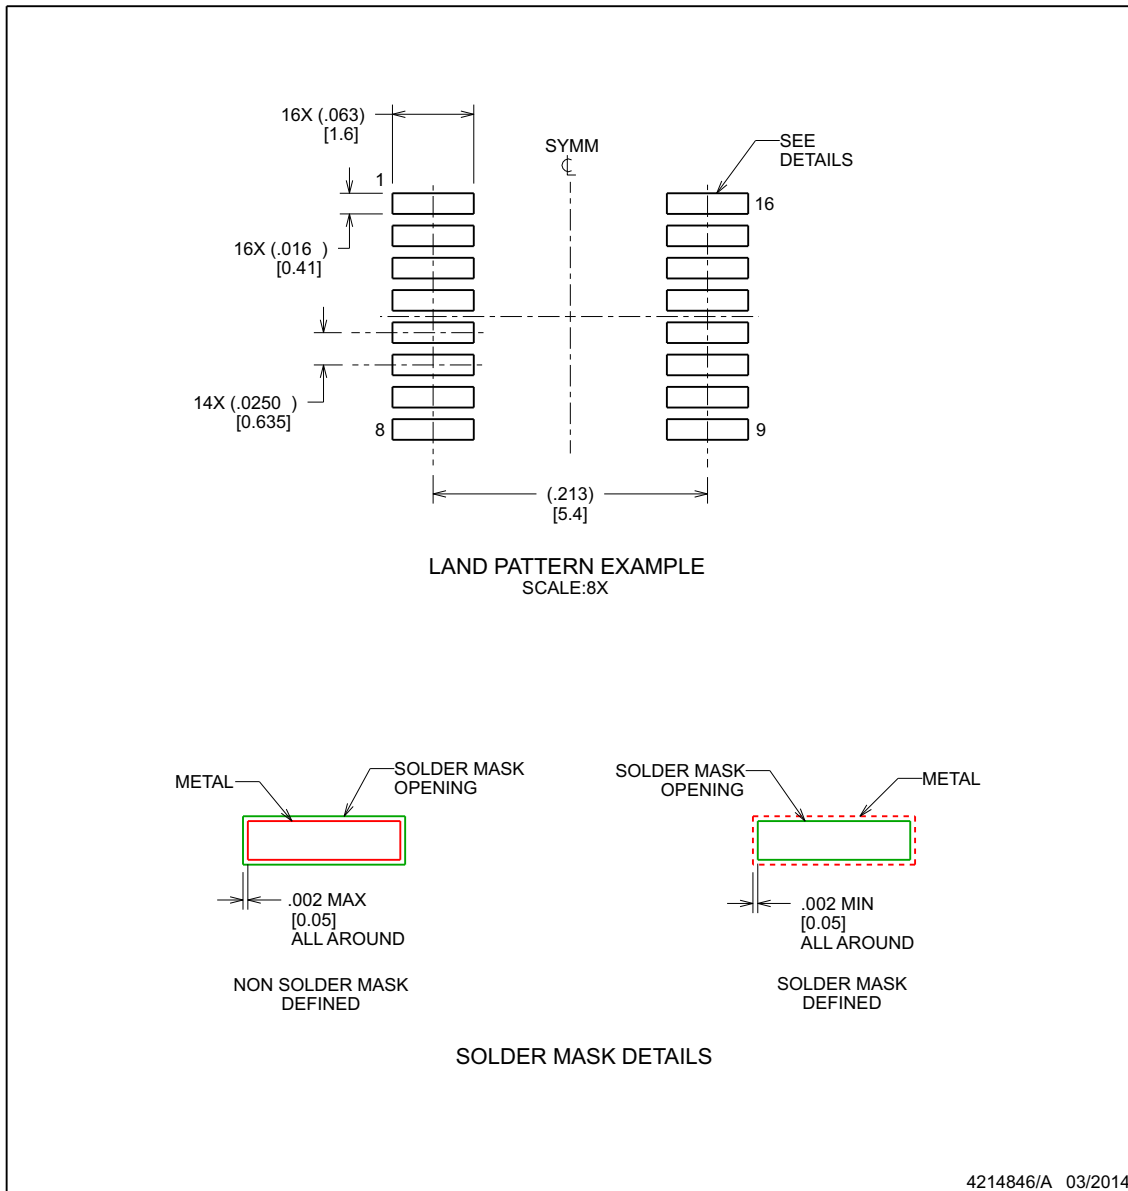 16X (.063)
[1.6]
SYMM
℄
SEE
DETAILS
1
16
16X (.016 )
[0.41]
14X (.0250 )
[0.635]
8
9
(.213)
[5.4]
LAND PATTERN EXAMPLE
SCALE:8X
METAL
SOLDER MASK
OPENING
.002 MAX
[0.05]
ALL AROUND
NON SOLDER MASK
DEFINED
SOLDER MASK
OPENING
METAL
.002 MIN
[0.05]
ALL AROUND
SOLDER MASK
DEFINED
SOLDER MASK DETAILS
4214846/A 03/2014